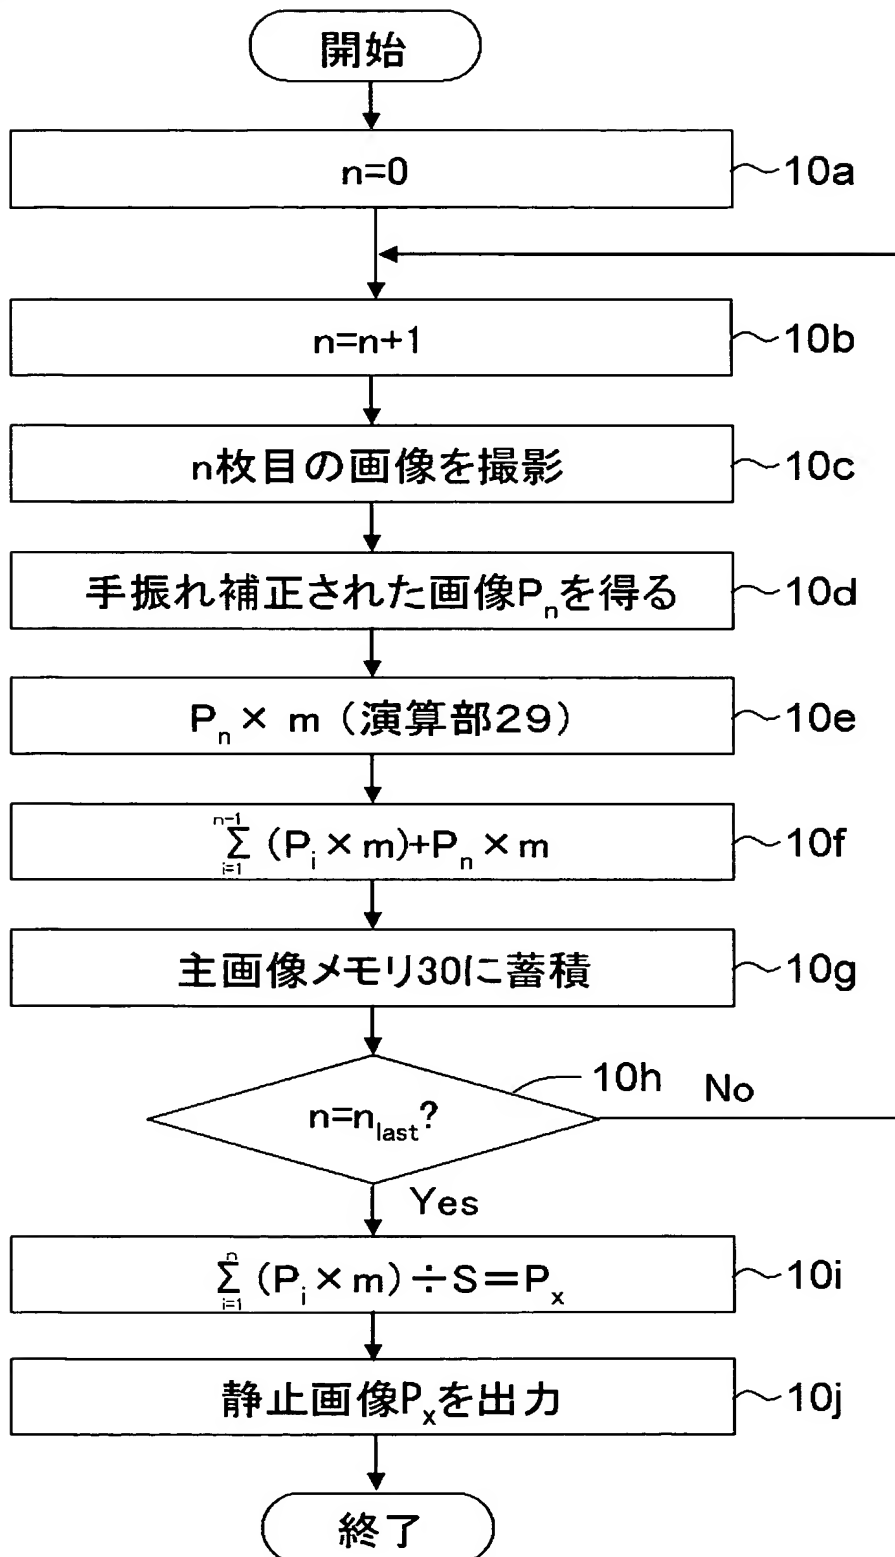 開始
n=0 10a
n=n+1 10b
n枚目の画像を撮影 10c
手振れ補正された画像Pnを得る 10d
Pn × m (演算部29) 10e
n-1 Σ i=1 (Pi × m)+Pn × m 10f
主画像メモリ30に蓄積 10g
10h
n=nlast? No
Yes
n Σ i=1 (Pi × m) ÷S=Px 10i
静止画像Pxを出力 10j
終了